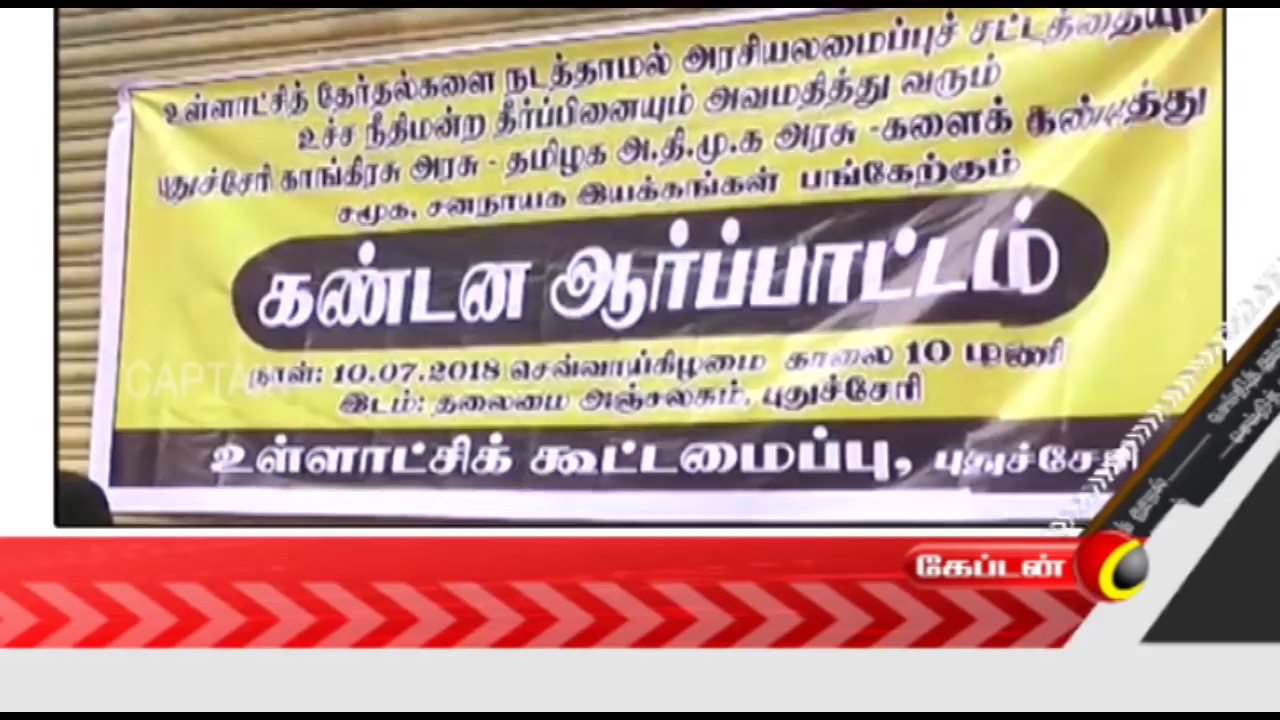 உள்ளாட்சித் தேர்தல்களை நடத்தாமல் அரசியலமைப்புச் சட்டத்தையும்
உச்ச நீதிமன்ற தீர்ப்பினையும் அவமதித்து வரும்
புதுச்சேரி காங்கிரசு அரசு - தமிழக அ.தி.மு.க அரசு -களைக் கண்டித்து
சமூக, சனநாயக இயக்கங்கள் பங்கேற்கும்
கண்டன ஆர்ப்பாட்டம்
நாள்: 10.07.2018 செவ்வாய்கிழமை காலை 10 மணி
இடம்: தலைமை அஞ்சலகம், புதுச்சேரி
உள்ளாட்சிக் கூட்டமைப்பு, புதுச்சேரி
CAPTA
கேப்டன்